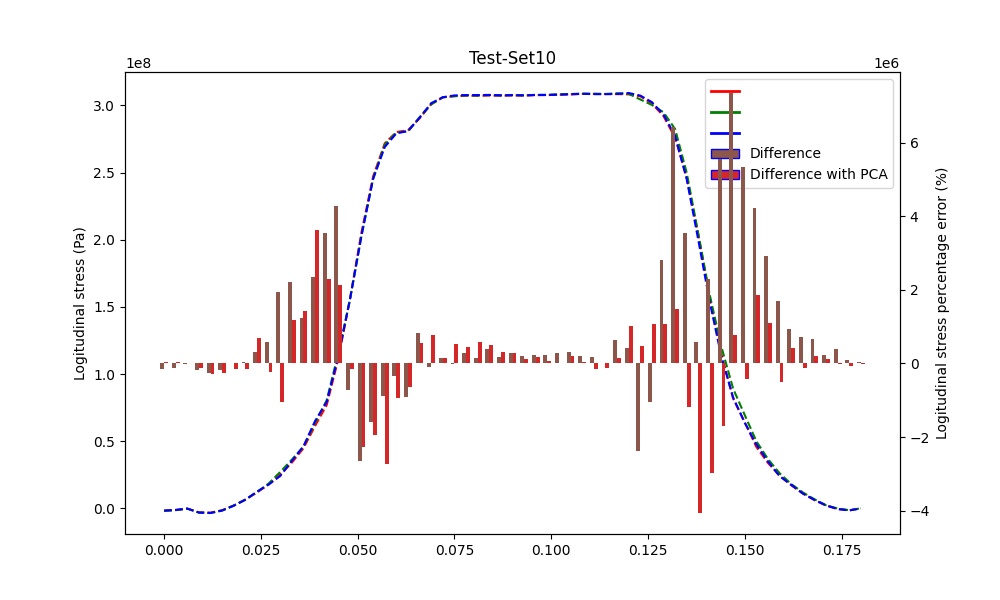 Test-Set10
1e8
1e6
3.0
2.5
2.0
1.5
1.0
0.5
0.0
Logitudinal stress (Pa)
Difference
Difference with PCA
6
4
2
0
−2
−4
Logitudinal stress percentage error (%)
0.000 0.025 0.050 0.075 0.100 0.125 0.150 0.175